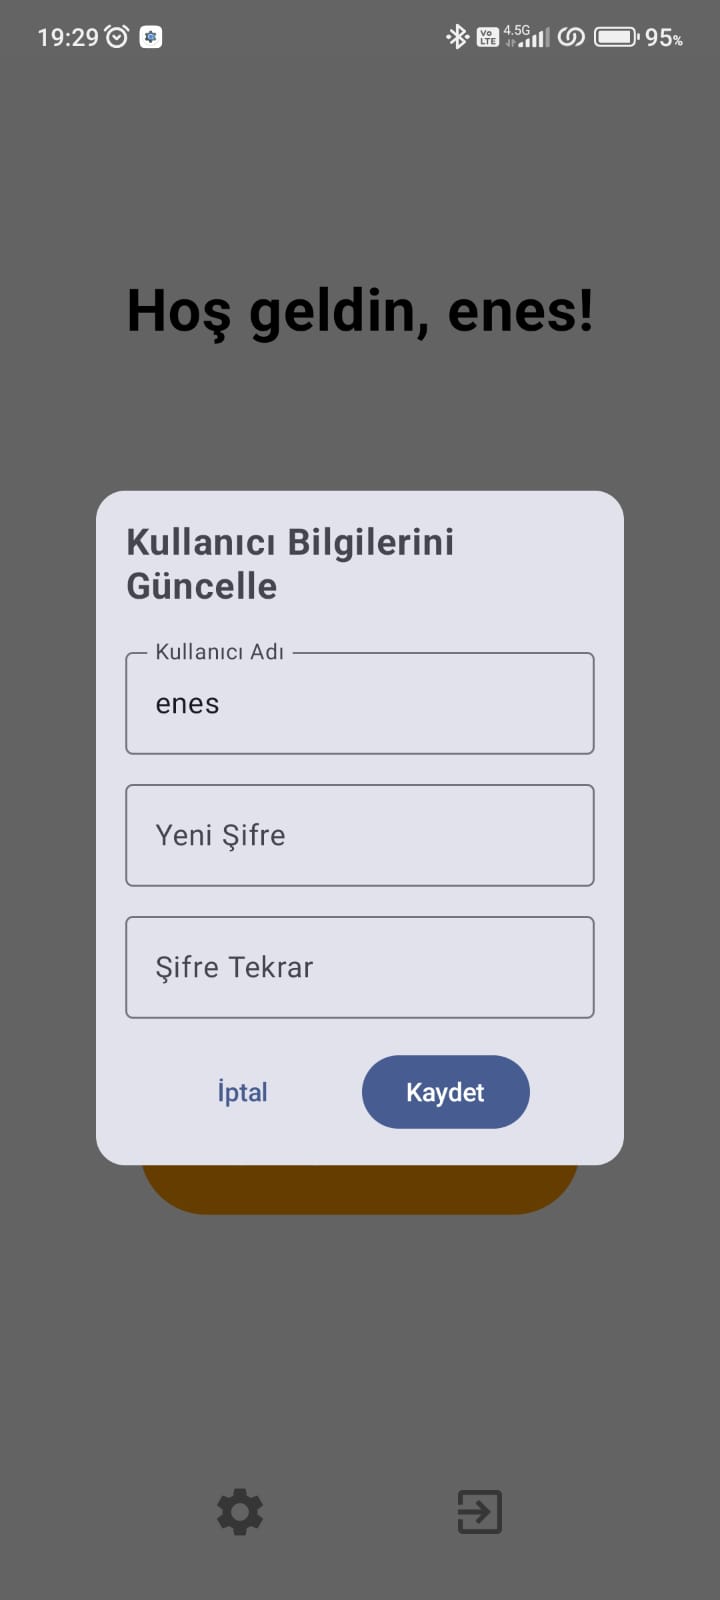 19:29
Vo LTE 4.5G 95%
Hoş geldin, enes!
Kullanıcı Bilgilerini
Güncelle
Kullanıcı Adı
enes
Yeni Şifre
Şifre Tekrar
İptal Kaydet